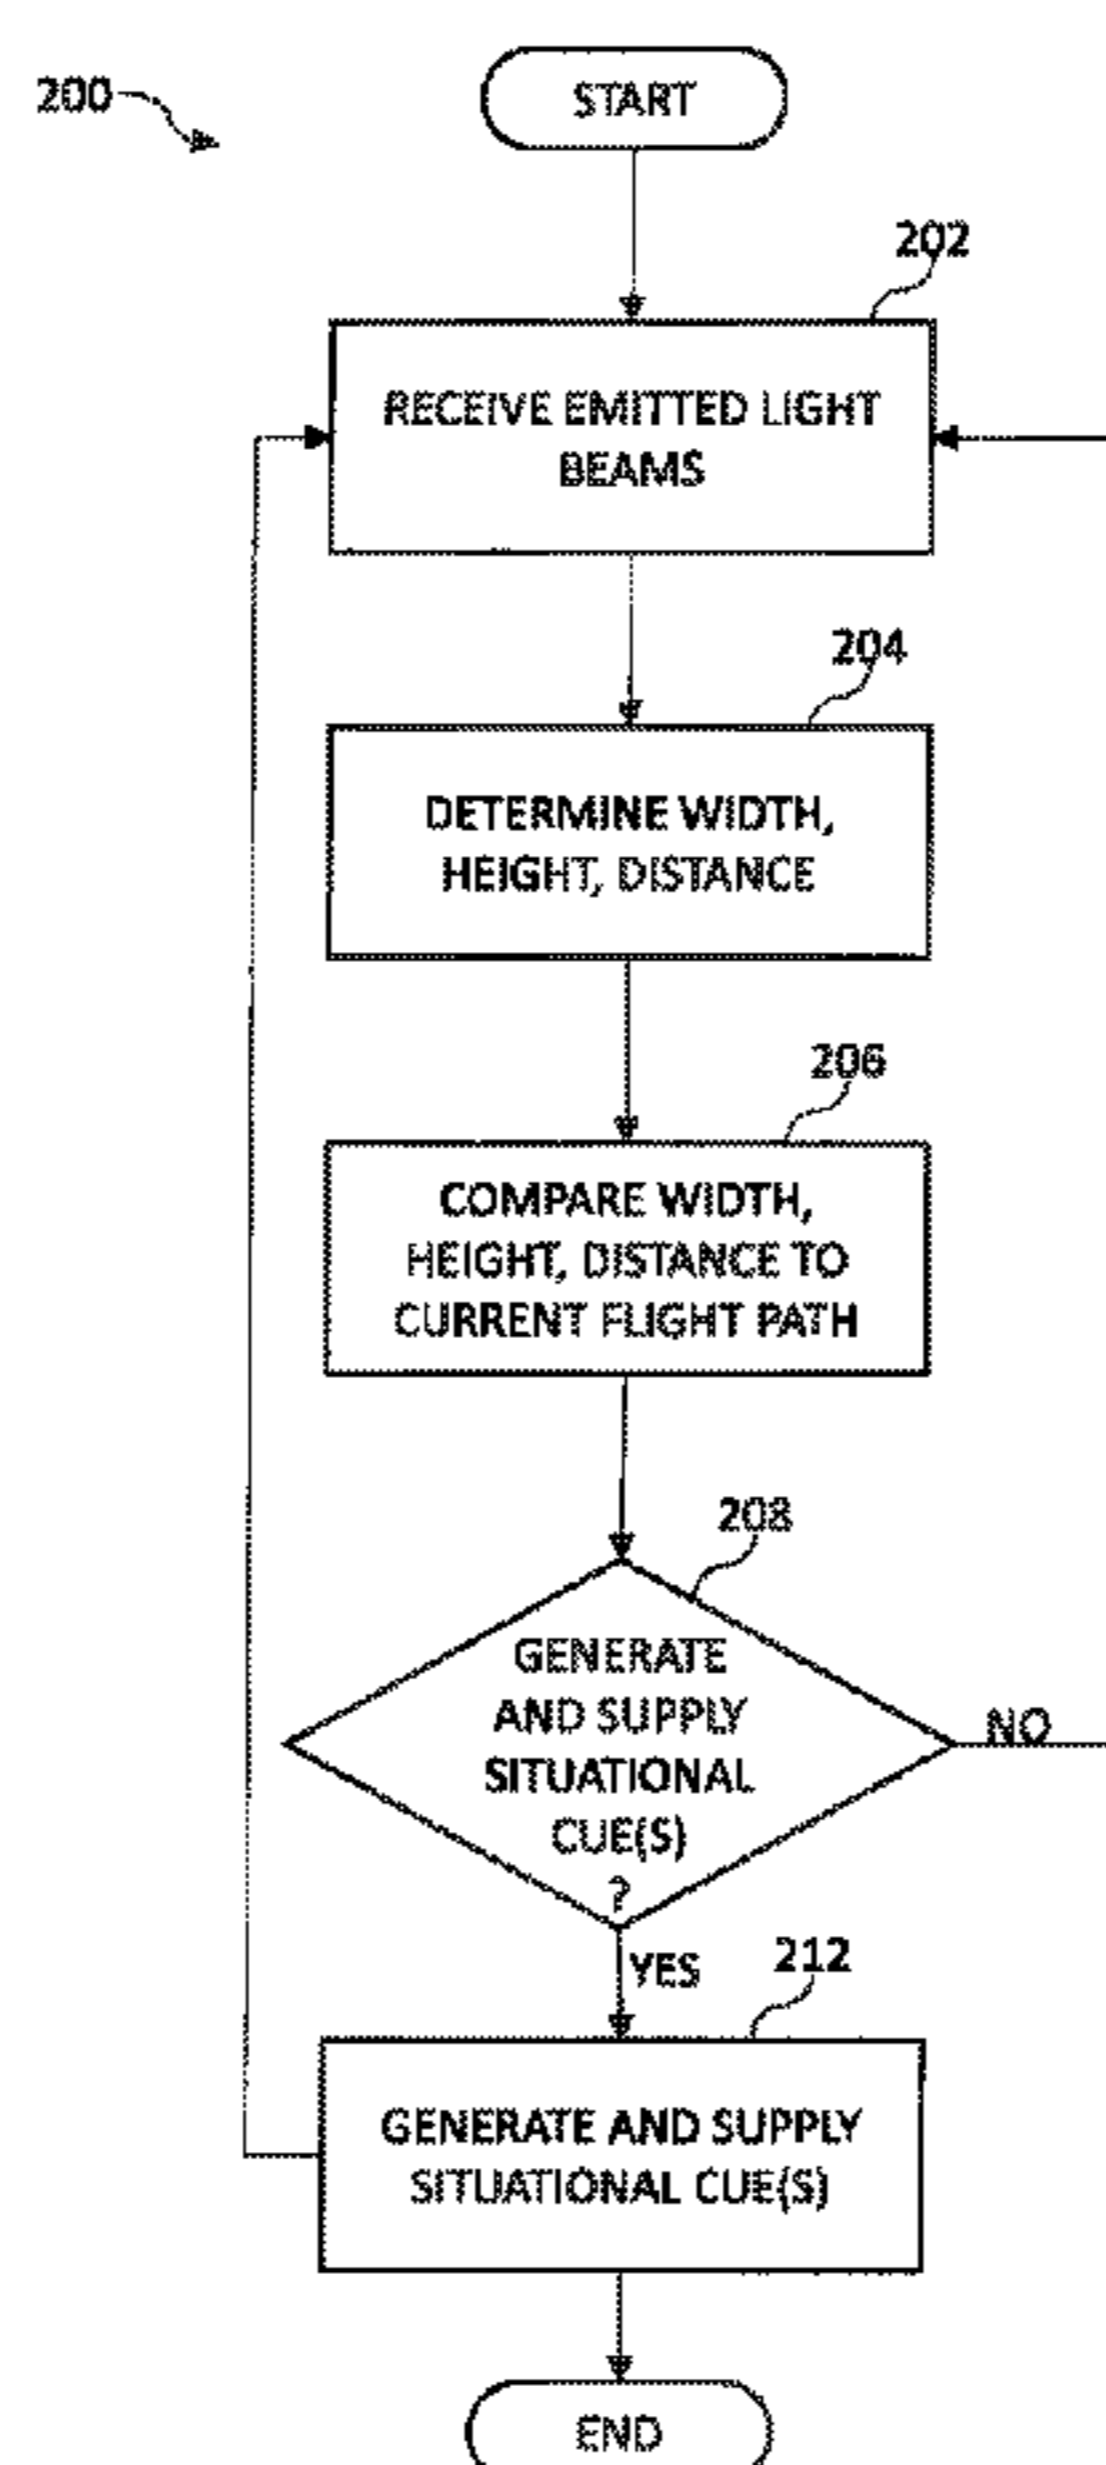 200
START
202
RECEIVE EMITTED LIGHT
BEAMS
204
DETERMINE WIDTH,
HEIGHT, DISTANCE
206
COMPARE WIDTH,
HEIGHT, DISTANCE TO
CURRENT FLIGHT PATH
208
GENERATE
AND SUPPLY
SITUATIONAL
CUE(S)
?
NO
YES
212
GENERATE AND SUPPLY
SITUATIONAL CUE(S)
END